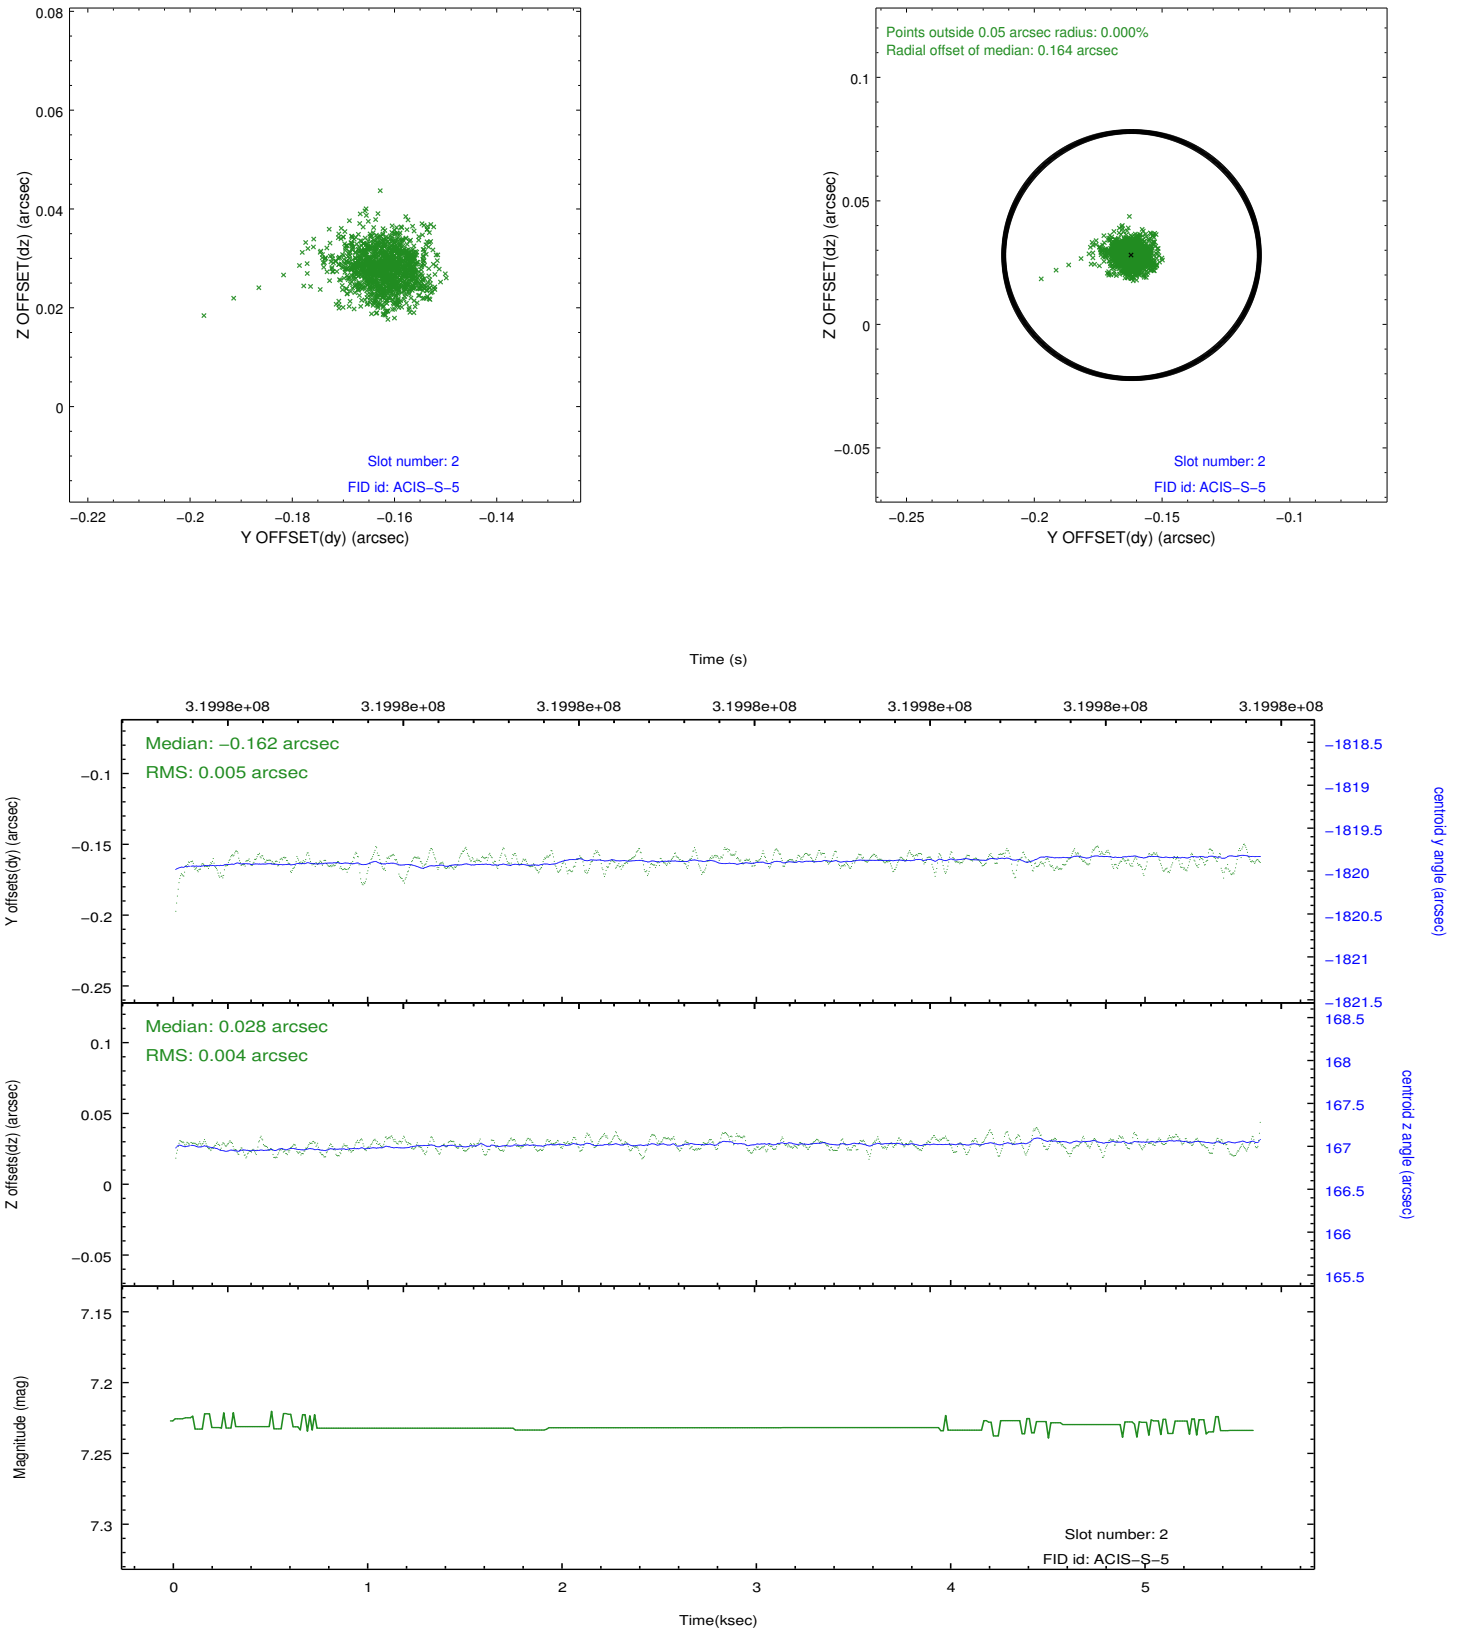 0.08
0.06
0.04
0.02
0
Z OFFSET(dz) (arcsec)
Slot number: 2
FID id: ACIS−S−5
−0.22 −0.2 −0.18 −0.16 −0.14
Y OFFSET(dy) (arcsec)
Points outside 0.05 arcsec radius: 0.000%
Radial offset of median: 0.164 arcsec
0.1
0.05
0
−0.05
Z OFFSET(dz) (arcsec)
Slot number: 2
FID id: ACIS−S−5
−0.25 −0.2 −0.15 −0.1
Y OFFSET(dy) (arcsec)
Time (s)
3.1998e+08 3.1998e+08 3.1998e+08 3.1998e+08 3.1998e+08 3.1998e+08 3.1998e+08
Median: −0.162 arcsec
RMS: 0.005 arcsec
−0.1
−0.15
−0.2
−0.25
Y offsets(dy) (arcsec)
−1818.5
−1819
−1819.5
−1820
−1820.5
−1821
−1821.5
centroid y angle (arcsec)
Median: 0.028 arcsec
RMS: 0.004 arcsec
0.1
0.05
0
−0.05
Z offsets(dz) (arcsec)
168.5
168
167.5
167
166.5
166
165.5
centroid z angle (arcsec)
7.15
7.2
7.25
7.3
Magnitude (mag)
Slot number: 2
FID id: ACIS−S−5
0 1 2 3 4 5
Time(ksec)